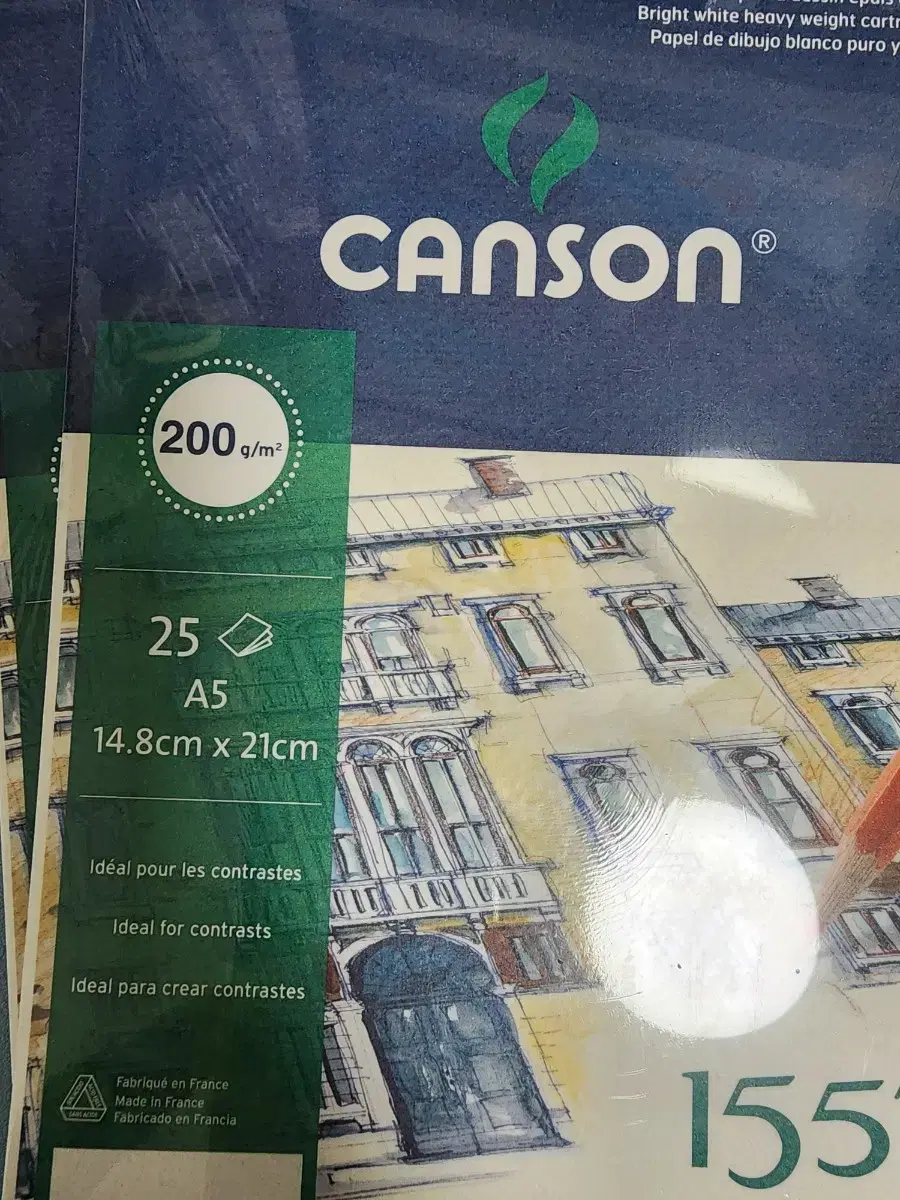 Bright white heavy weight
Papel de dibujo blanco puro y
CANSON®
200 g/m²
25
A5
14.8cm x 21cm
Idéal pour les contrastes
Ideal for contrasts
Ideal para crear contrastes
Fabriqué en France
Made in France
Fabricado en Francia
155